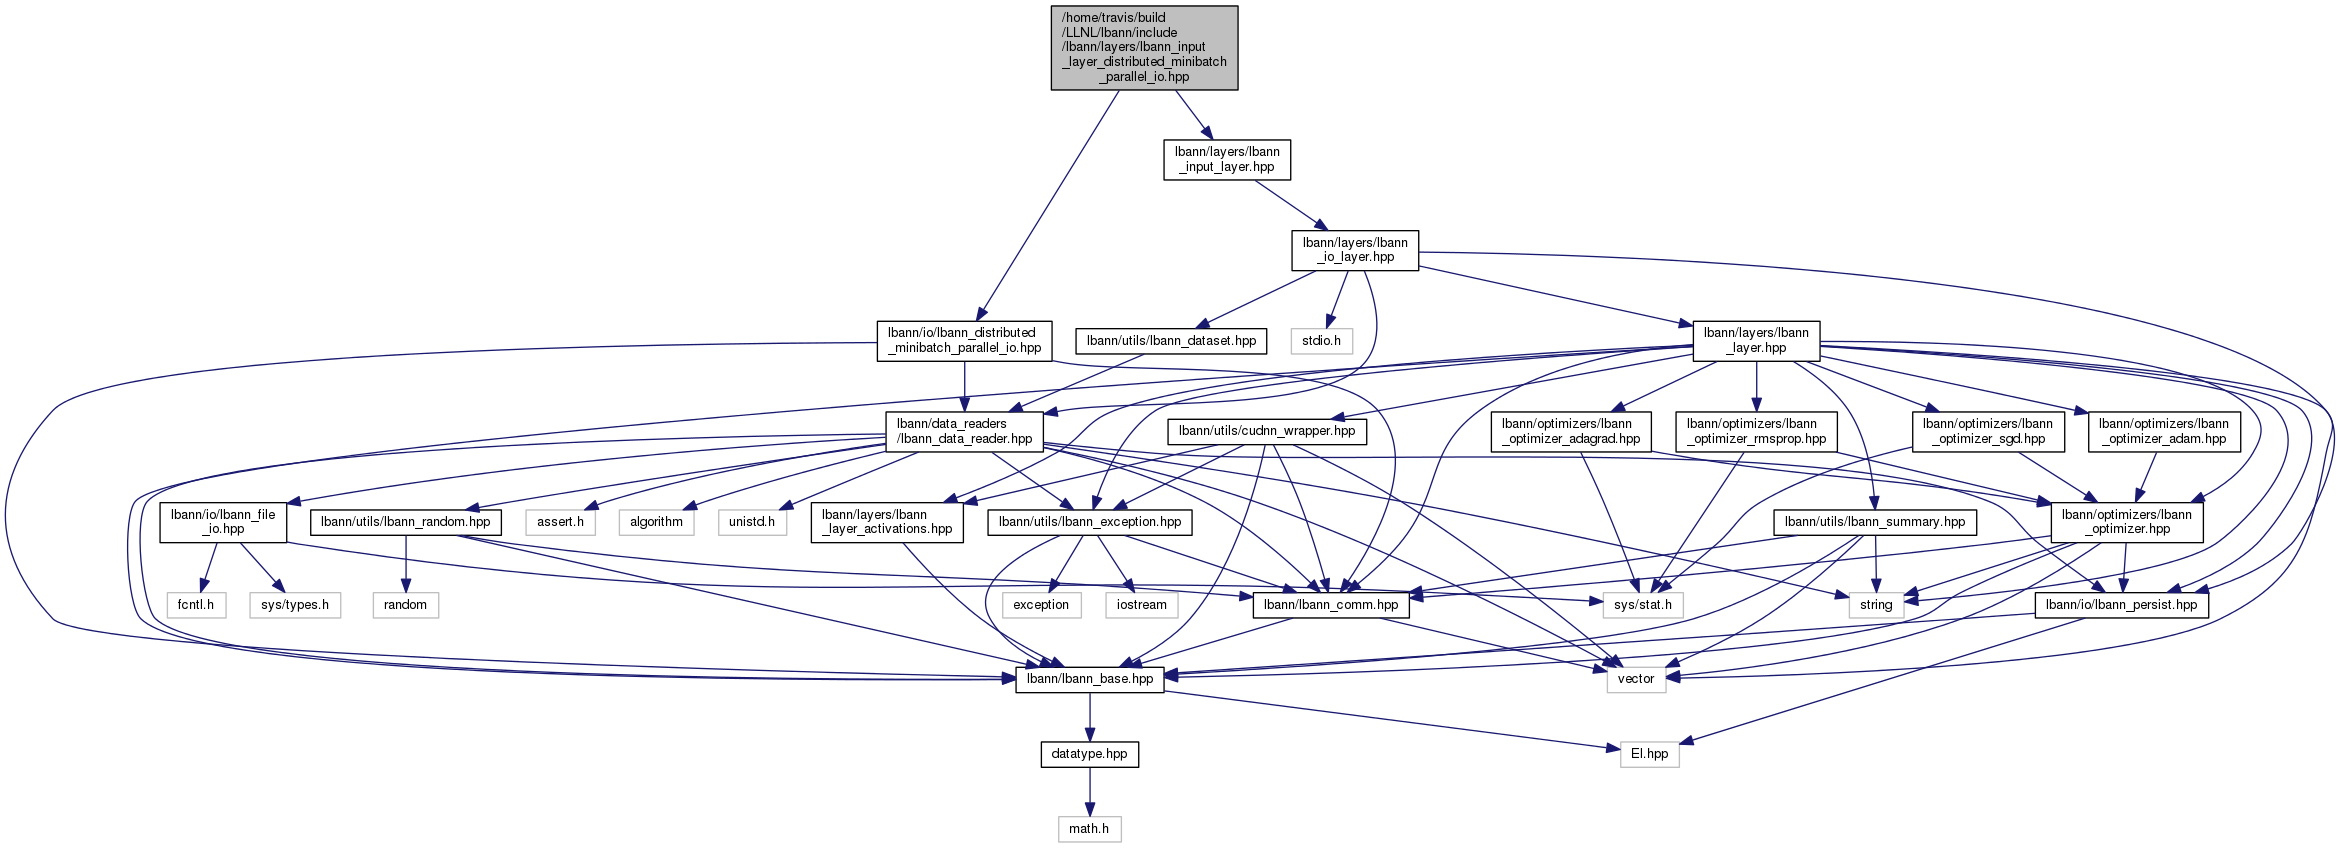 /home/travis/build
/LLNL/lbann/include
/lbann/layers/lbann_input
_layer_distributed_minibatch
_parallel_io.hpp
lbann/layers/lbann
_input_layer.hpp
lbann/layers/lbann
_io_layer.hpp
lbann/io/lbann_distributed
_minibatch_parallel_io.hpp
lbann/utils/lbann_dataset.hpp
stdio.h
lbann/layers/lbann
_layer.hpp
lbann/data_readers
/lbann_data_reader.hpp
lbann/utils/cudnn_wrapper.hpp
lbann/optimizers/lbann
_optimizer_adagrad.hpp
lbann/optimizers/lbann
_optimizer_rmsprop.hpp
lbann/optimizers/lbann
_optimizer_sgd.hpp
lbann/optimizers/lbann
_optimizer_adam.hpp
lbann/io/lbann_file
_io.hpp
lbann/utils/lbann_random.hpp
assert.h
algorithm
unistd.h
lbann/layers/lbann
_layer_activations.hpp
lbann/utils/lbann_exception.hpp
lbann/utils/lbann_summary.hpp
lbann/optimizers/lbann
_optimizer.hpp
fcntl.h
sys/types.h
random
exception
iostream
lbann/lbann_comm.hpp
sys/stat.h
string
lbann/io/lbann_persist.hpp
lbann/lbann_base.hpp
vector
datatype.hpp
El.hpp
math.h